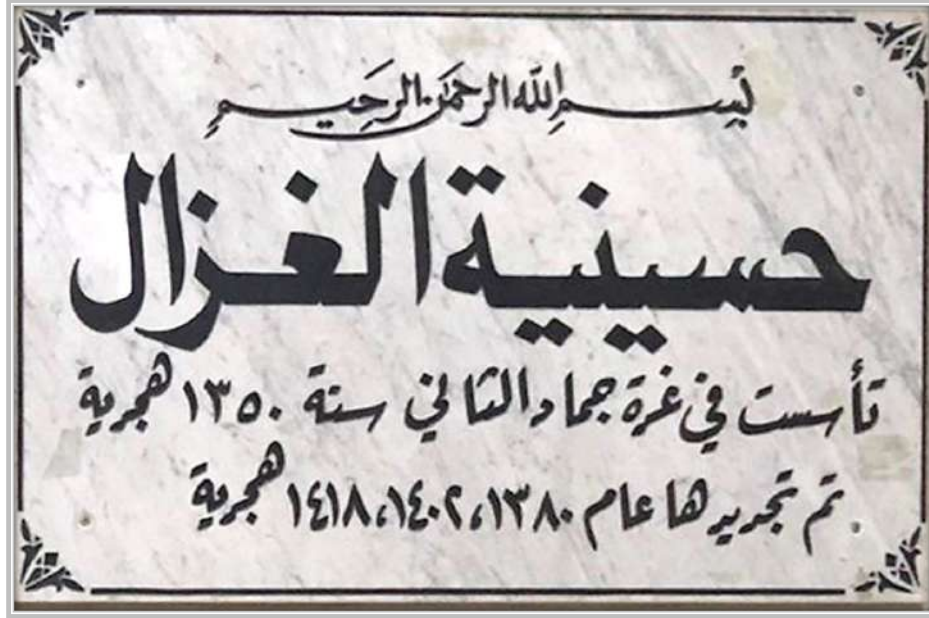 بسم الله الرحمن الرحيم
حسينية الغزال
تأسست في غرة جماد الثاني سنة ١٣٥٠ هجرية
تم تجديدها عام ١٣٨٠، ١٤٠٢، ١٤١٨ هجرية